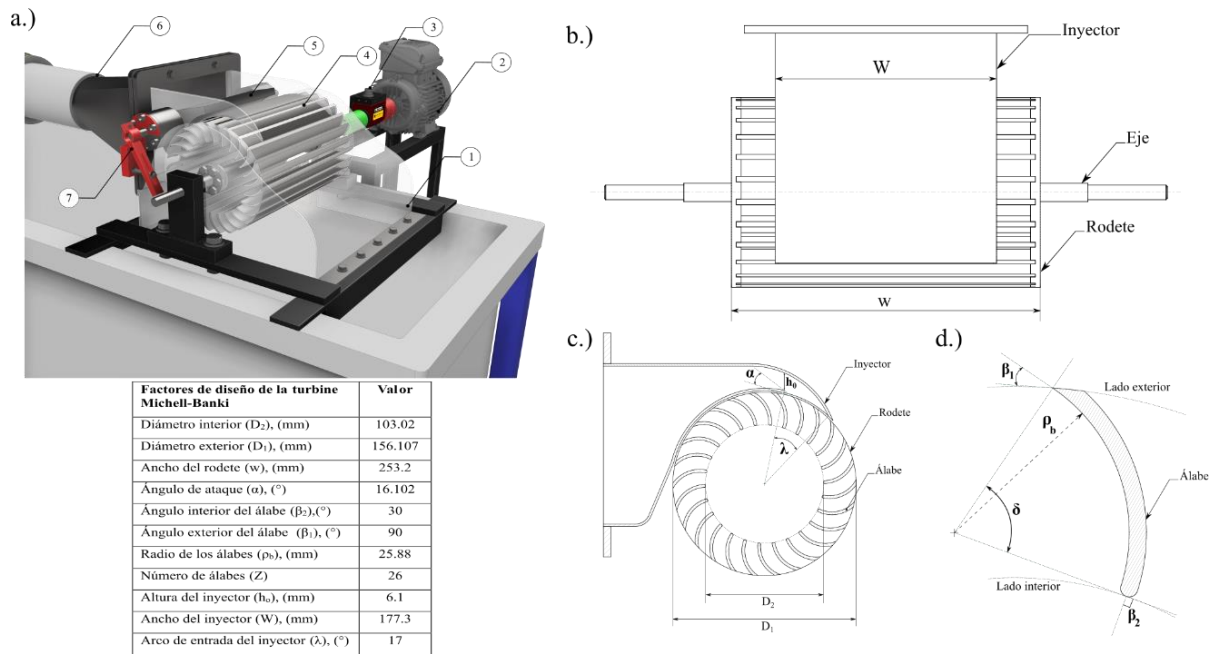 a.)
6
5
4
3
2
1
7
Factores de diseño de la turbine Michell-Banki
Valor
Diámetro interior (D₂), (mm) 103.02
Diámetro exterior (D₁), (mm) 156.107
Ancho del rodete (w), (mm) 253.2
Ángulo de ataque (α), (°) 16.102
Ángulo interior del álabe (β₂),(°) 30
Ángulo exterior del álabe (β₁), (°) 90
Radio de los álabes (ρb), (mm) 25.88
Número de álabes (Z) 26
Altura del inyector (hₒ), (mm) 6.1
Ancho del inyector (W), (mm) 177.3
Arco de entrada del inyector (λ), (°) 17
b.)
Inyector
W
Eje
Rodete
w
c.)
α
h₀
Inyector
Rodete
λ
Álabe
D₂
D₁
d.)
β₁
Lado exterior
ρb
Álabe
δ
Lado interior
β₂